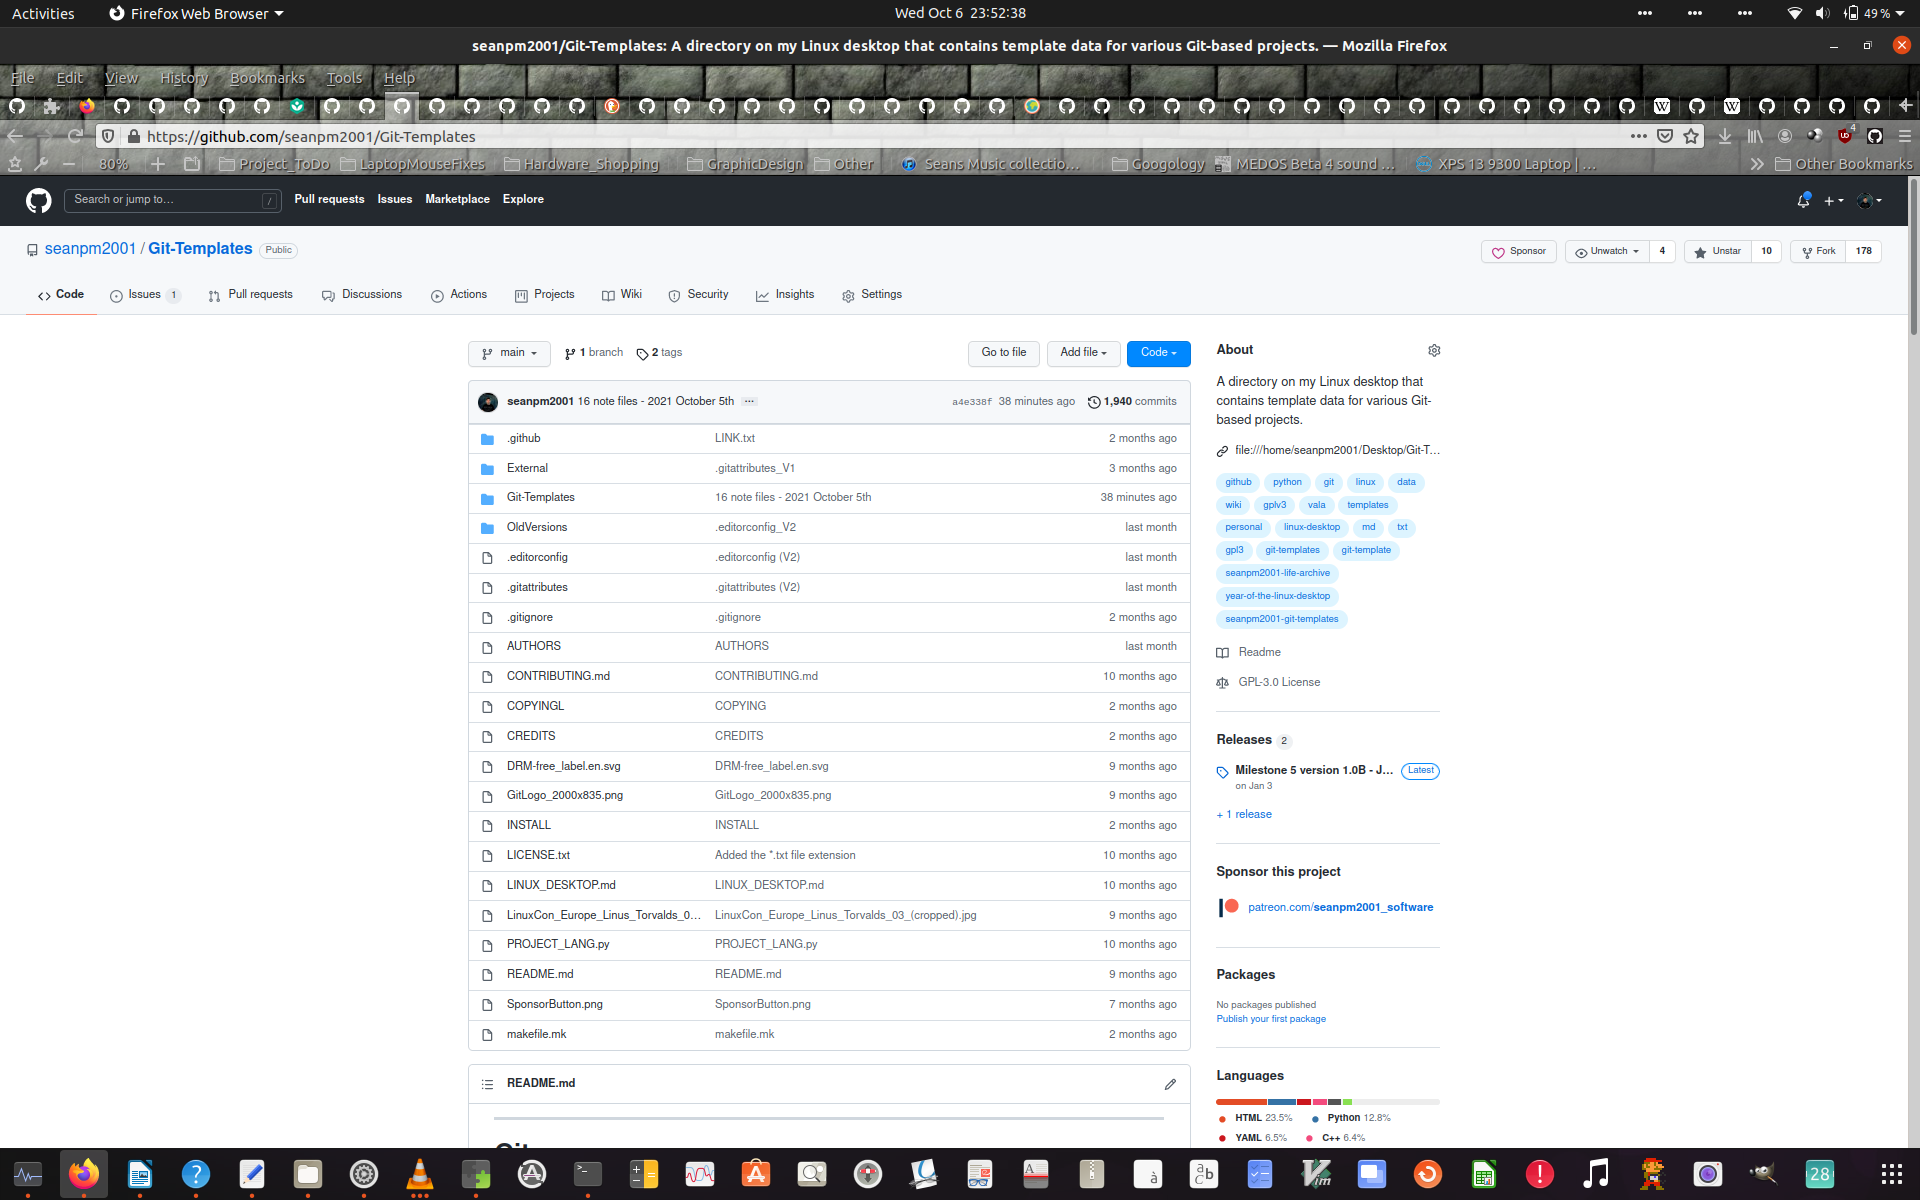 Activities Firefox Web Browser Wed Oct 6 23:52:38 49 %
seanpm2001/Git-Templates: A directory on my Linux desktop that contains template data for various Git-based projects. — Mozilla Firefox
File Edit View History Bookmarks Tools Help
https://github.com/seanpm2001/Git-Templates
80% Project_ToDo LaptopMouseFixes Hardware_Shopping GraphicDesign Other Seans Music collectio... Googology MEDOS Beta 4 sound ... XPS 13 9300 Laptop | ... Other Bookmarks
Search or jump to... / Pull requests Issues Marketplace Explore
seanpm2001 / Git-Templates Public Sponsor Unwatch 4 Unstar 10 Fork 178
Code Issues 1 Pull requests Discussions Actions Projects Wiki Security Insights Settings
main 1 branch 2 tags Go to file Add file Code
seanpm2001 16 note files - 2021 October 5th ... a4e338f 38 minutes ago 1,940 commits
.github LINK.txt 2 months ago
External .gitattributes_V1 3 months ago
Git-Templates 16 note files - 2021 October 5th 38 minutes ago
OldVersions .editorconfig_V2 last month
.editorconfig .editorconfig (V2) last month
.gitattributes .gitattributes (V2) last month
.gitignore .gitignore 2 months ago
AUTHORS AUTHORS last month
CONTRIBUTING.md CONTRIBUTING.md 10 months ago
COPYINGL COPYING 2 months ago
CREDITS CREDITS 2 months ago
DRM-free_label.en.svg DRM-free_label.en.svg 9 months ago
GitLogo_2000x835.png GitLogo_2000x835.png 9 months ago
INSTALL INSTALL 2 months ago
LICENSE.txt Added the *.txt file extension 10 months ago
LINUX_DESKTOP.md LINUX_DESKTOP.md 10 months ago
LinuxCon_Europe_Linus_Torvalds_0... LinuxCon_Europe_Linus_Torvalds_03_(cropped).jpg 9 months ago
PROJECT_LANG.py PROJECT_LANG.py 10 months ago
README.md README.md 9 months ago
SponsorButton.png SponsorButton.png 7 months ago
makefile.mk makefile.mk 2 months ago
README.md
About
A directory on my Linux desktop that
contains template data for various Git-
based projects.
file:///home/seanpm2001/Desktop/Git-T...
github python git linux data
wiki gplv3 vala templates
personal linux-desktop md txt
gpl3 git-templates git-template
seanpm2001-life-archive
year-of-the-linux-desktop
seanpm2001-git-templates
Readme
GPL-3.0 License
Releases 2
Milestone 5 version 1.0B - J... Latest
on Jan 3
+ 1 release
Sponsor this project
patreon.com/seanpm2001_software
Packages
No packages published
Publish your first package
Languages
HTML 23.5% Python 12.8%
YAML 6.5% C++ 6.4%
28